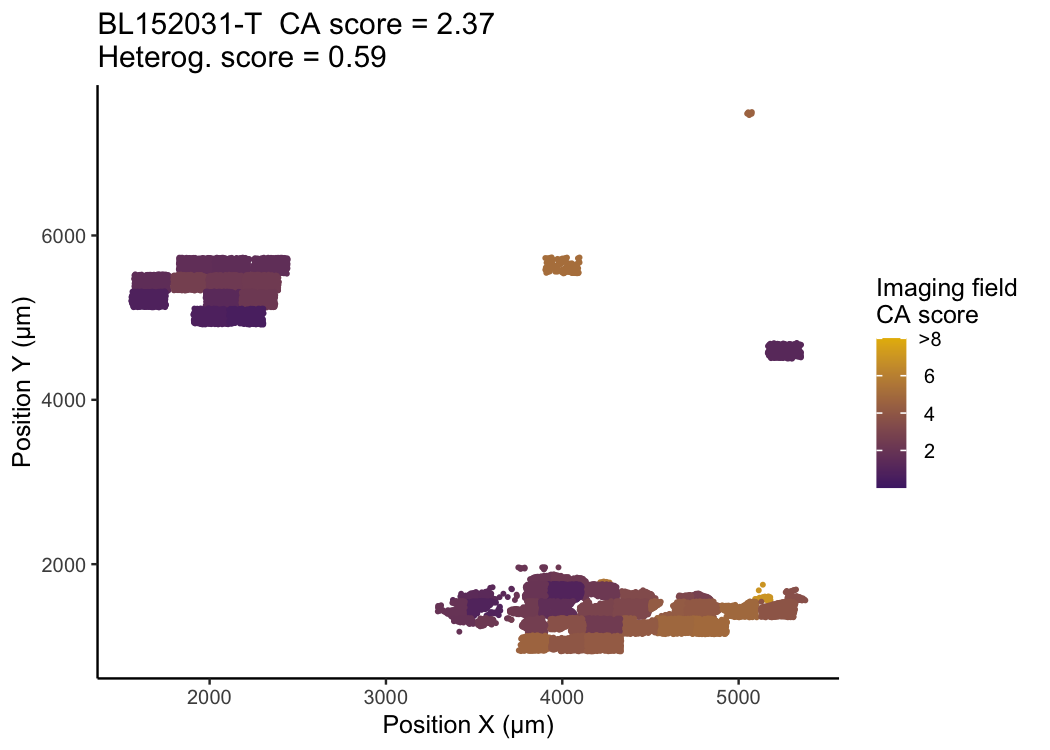 BL152031-T  CA score = 2.37
Heterog. score = 0.59
Position Y (µm)
6000
4000
2000
2000
3000
4000
5000
Position X (µm)
Imaging field
CA score
>8
6
4
2